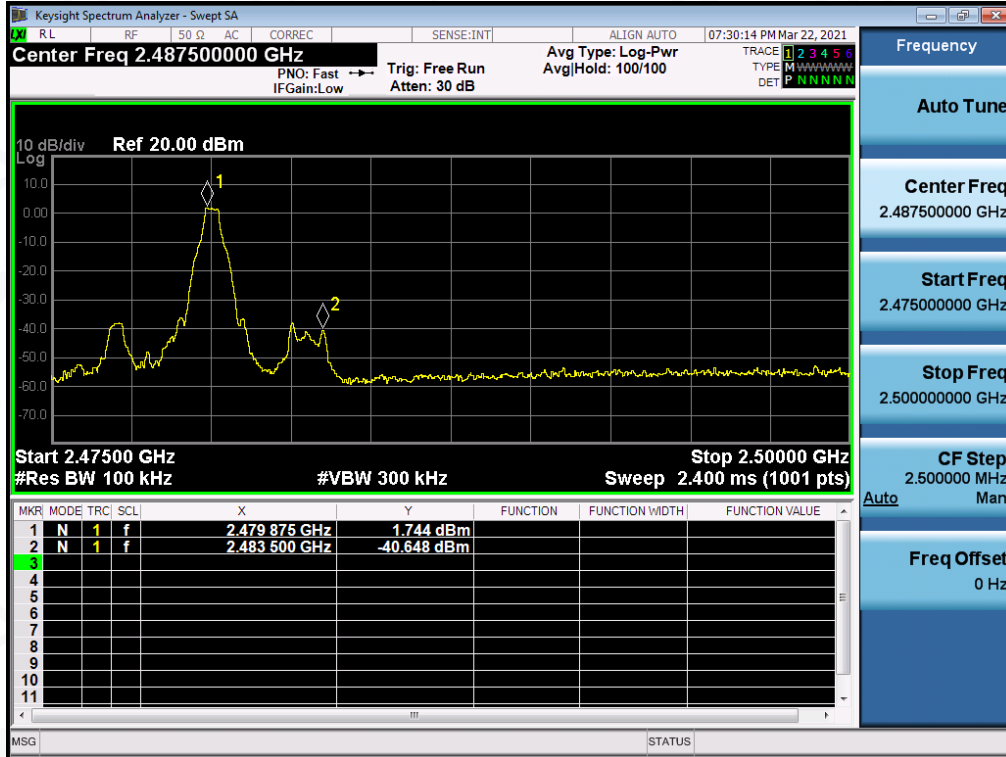 Keysight Spectrum Analyzer - Swept SA
RL RF 50 Ω AC CORREC SENSE:INT ALIGN AUTO 07:30:14 PM Mar 22, 2021
Center Freq 2.487500000 GHz
PNO: Fast
IFGain:Low
Trig: Free Run
Atten: 30 dB
Avg Type: Log-Pwr
Avg|Hold: 100/100
TRACE 1 2 3 4 5 6
TYPE M WWWWW
DET P N N N N N
Frequency
Auto Tune
Center Freq
2.487500000 GHz
Start Freq
2.475000000 GHz
Stop Freq
2.500000000 GHz
CF Step
2.500000 MHz
Auto Man
Freq Offset
0 Hz
10 dB/div Ref 20.00 dBm
Log
10.0
0.00
-10.0
-20.0
-30.0
-40.0
-50.0
-60.0
-70.0
1
2
Start 2.47500 GHz Stop 2.50000 GHz
#Res BW 100 kHz #VBW 300 kHz Sweep 2.400 ms (1001 pts)
MKR MODE TRC SCL X Y FUNCTION FUNCTION WIDTH FUNCTION VALUE
1 N 1 f 2.479 875 GHz 1.744 dBm
2 N 1 f 2.483 500 GHz -40.648 dBm
3
4
5
6
7
8
9
10
11
MSG STATUS